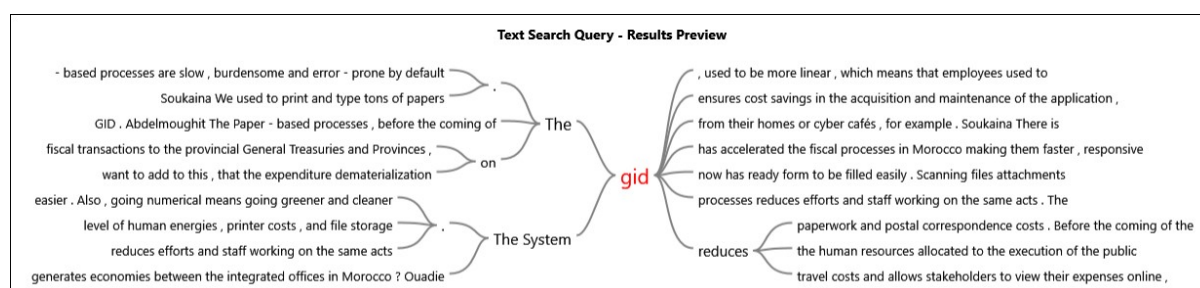 Text Search Query - Results Preview
- based processes are slow , burdensome and error - prone by default
Soukaina We used to print and type tons of papers
.
GID . Abdelmoughit The Paper - based processes , before the coming of
The
fiscal transactions to the provincial General Treasuries and Provinces ,
want to add to this , that the expenditure dematerialization
on
easier . Also , going numerical means going greener and cleaner
level of human energies , printer costs , and file storage
reduces efforts and staff working on the same acts
.
generates economies between the integrated offices in Morocco ? Ouadie
The System
gid
, used to be more linear , which means that employees used to
ensures cost savings in the acquisition and maintenance of the application ,
from their homes or cyber cafés , for example . Soukaina There is
has accelerated the fiscal processes in Morocco making them faster , responsive
now has ready form to be filled easily . Scanning files attachments
processes reduces efforts and staff working on the same acts . The
reduces
paperwork and postal correspondence costs . Before the coming of the
the human resources allocated to the execution of the public
travel costs and allows stakeholders to view their expenses online ,